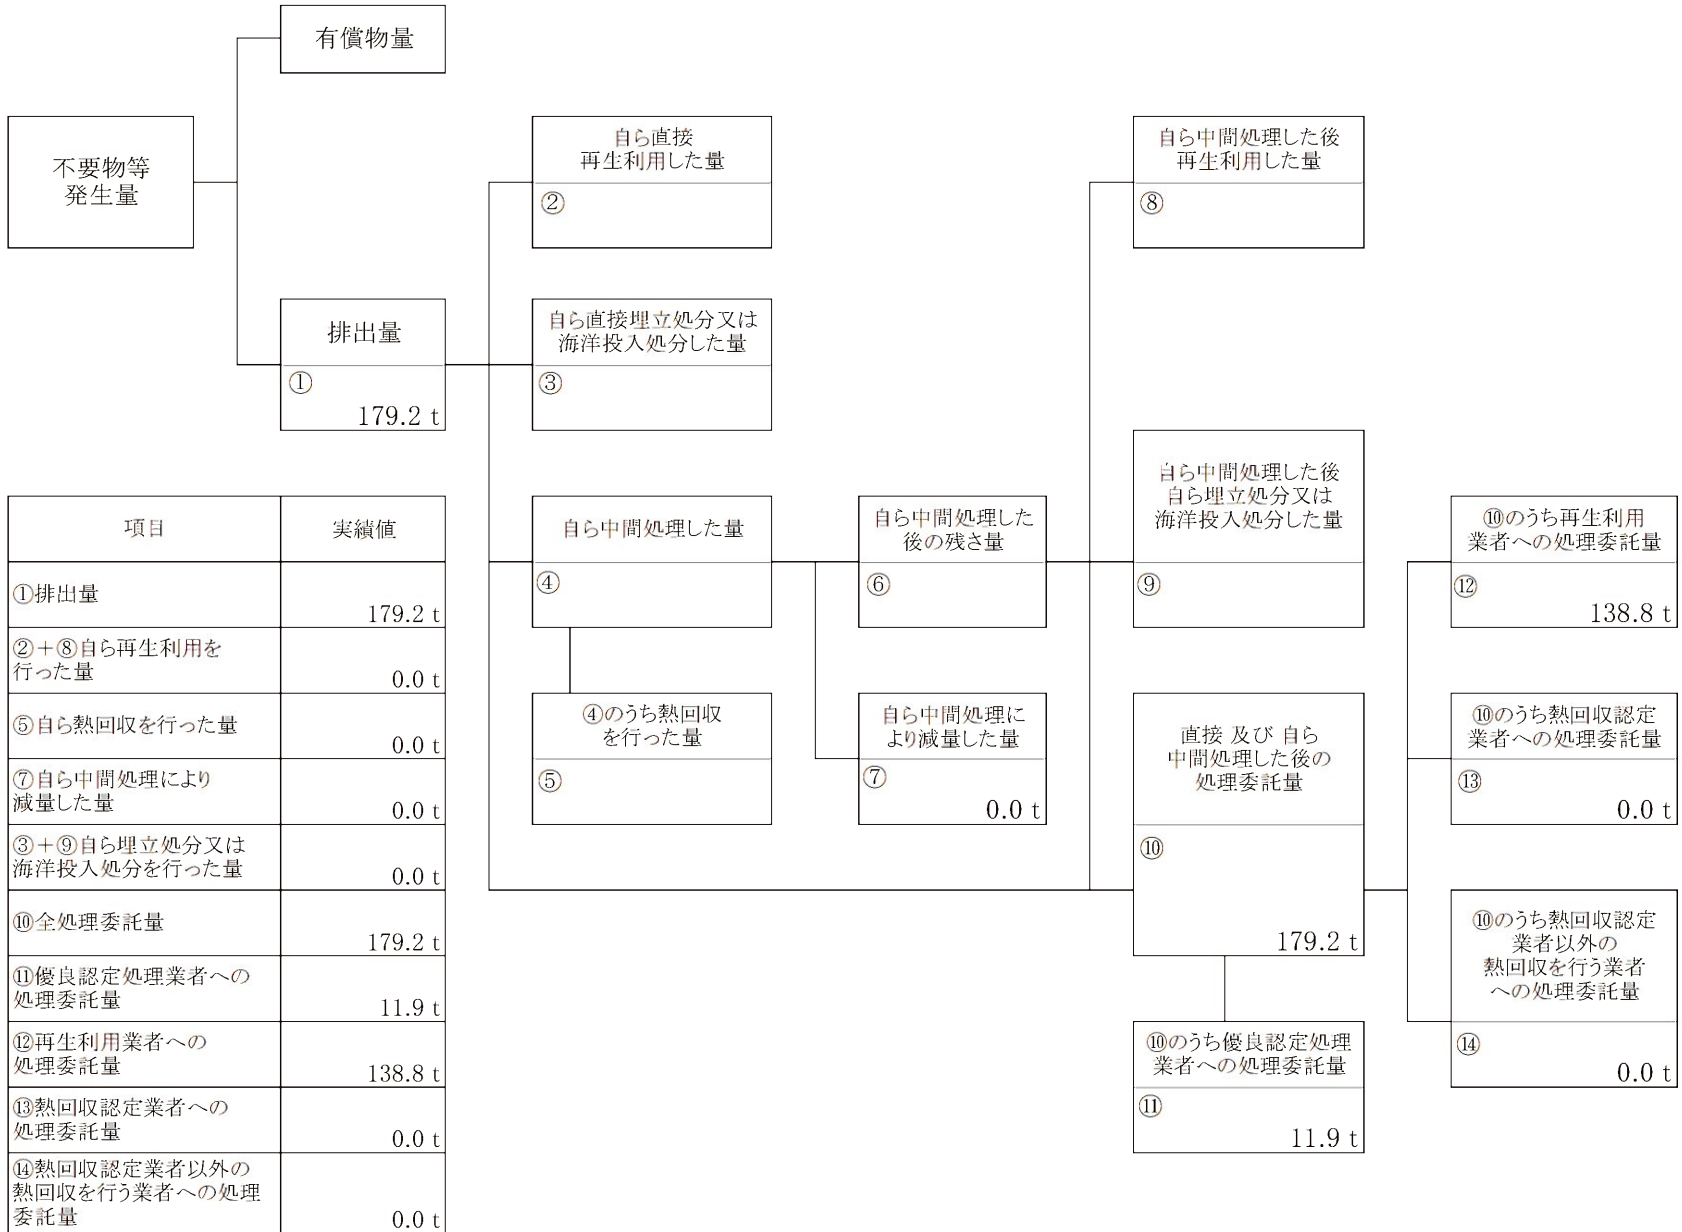 有償物量
不要物等
発生量
排出量
①
179.2 t
自ら直接
再生利用した量
②
自ら直接埋立処分又は
海洋投入処分した量
③
自ら中間処理した量
④
④のうち熱回収
を行った量
⑤
自ら中間処理した
後の残さ量
⑥
自ら中間処理に
より減量した量
⑦
0.0 t
自ら中間処理した後
再生利用した量
⑧
自ら中間処理した後
自ら埋立処分又は
海洋投入処分した量
⑨
直接 及び 自ら
中間処理した後の
処理委託量
⑩
179.2 t
⑩のうち優良認定処理
業者への処理委託量
⑪
11.9 t
⑩のうち再生利用
業者への処理委託量
⑫
138.8 t
⑩のうち熱回収認定
業者への処理委託量
⑬
0.0 t
⑩のうち熱回収認定
業者以外の
熱回収を行う業者
への処理委託量
⑭
0.0 t
項目 実績値
①排出量
179.2 t
②＋⑧自ら再生利用を
行った量
0.0 t
⑤自ら熱回収を行った量
0.0 t
⑦自ら中間処理により
減量した量
0.0 t
③＋⑨自ら埋立処分又は
海洋投入処分を行った量
0.0 t
⑩全処理委託量
179.2 t
⑪優良認定処理業者への
処理委託量
11.9 t
⑫再生利用業者への
処理委託量
138.8 t
⑬熱回収認定業者への
処理委託量
0.0 t
⑭熱回収認定業者以外の
熱回収を行う業者への処理
委託量
0.0 t